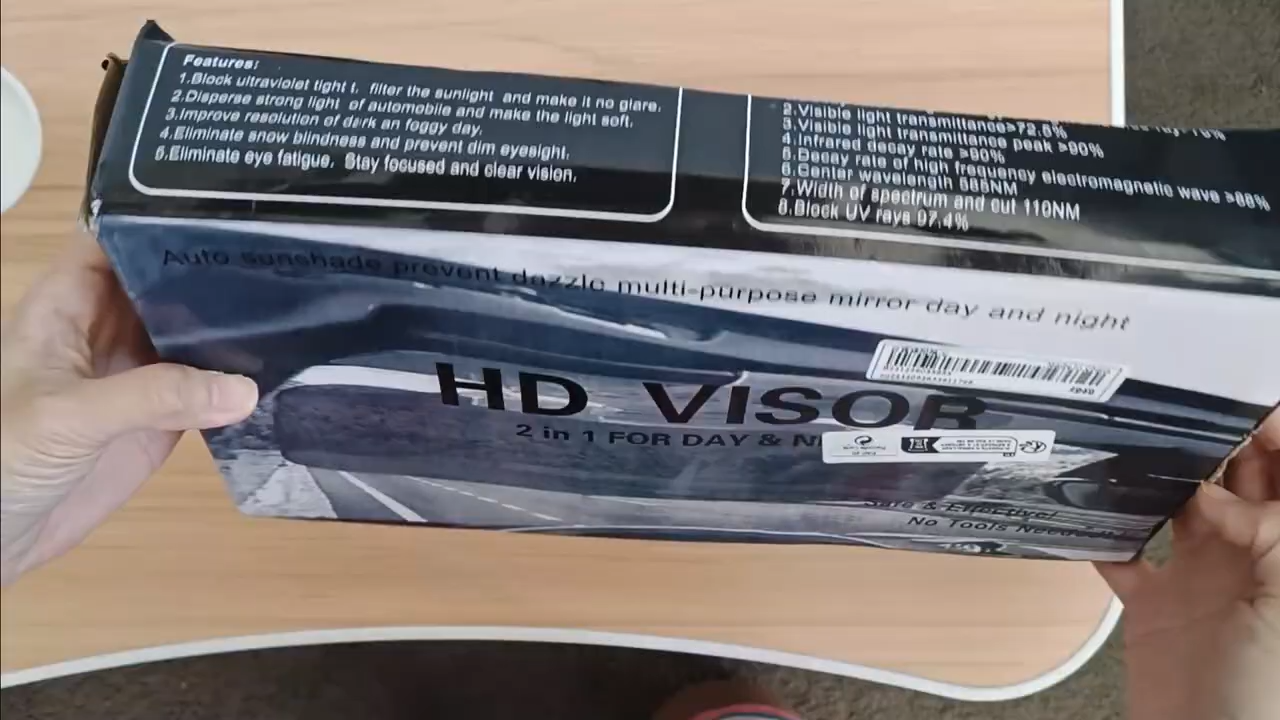 Features:
1.Block ultraviolet tight t, filter the sunlight and make it no glare.
2.Disperse strong light of automobile and make the light soft.
3.Improve resolution of dark an foggy day.
4.Eliminate snow blindness and prevent dim eyesight.
5.Eliminate eye fatigue. Stay focused and clear vision.
2.Visible light transmittance>72.5%
3.Visible light transmittance peak >90%
4.Infrared decay rate >90%
5.Decay rate of high frequency electromagnetic wave
6.Center wavelength
7.Width of spectrum and cut 110NM
8.Block UV rays 97.4%
Auto sunshade prevent dazzle multi-purpose mirror day and night
HD VISOR
2 in 1 FOR DAY &
Safe & Effective!
No Tools Needed!